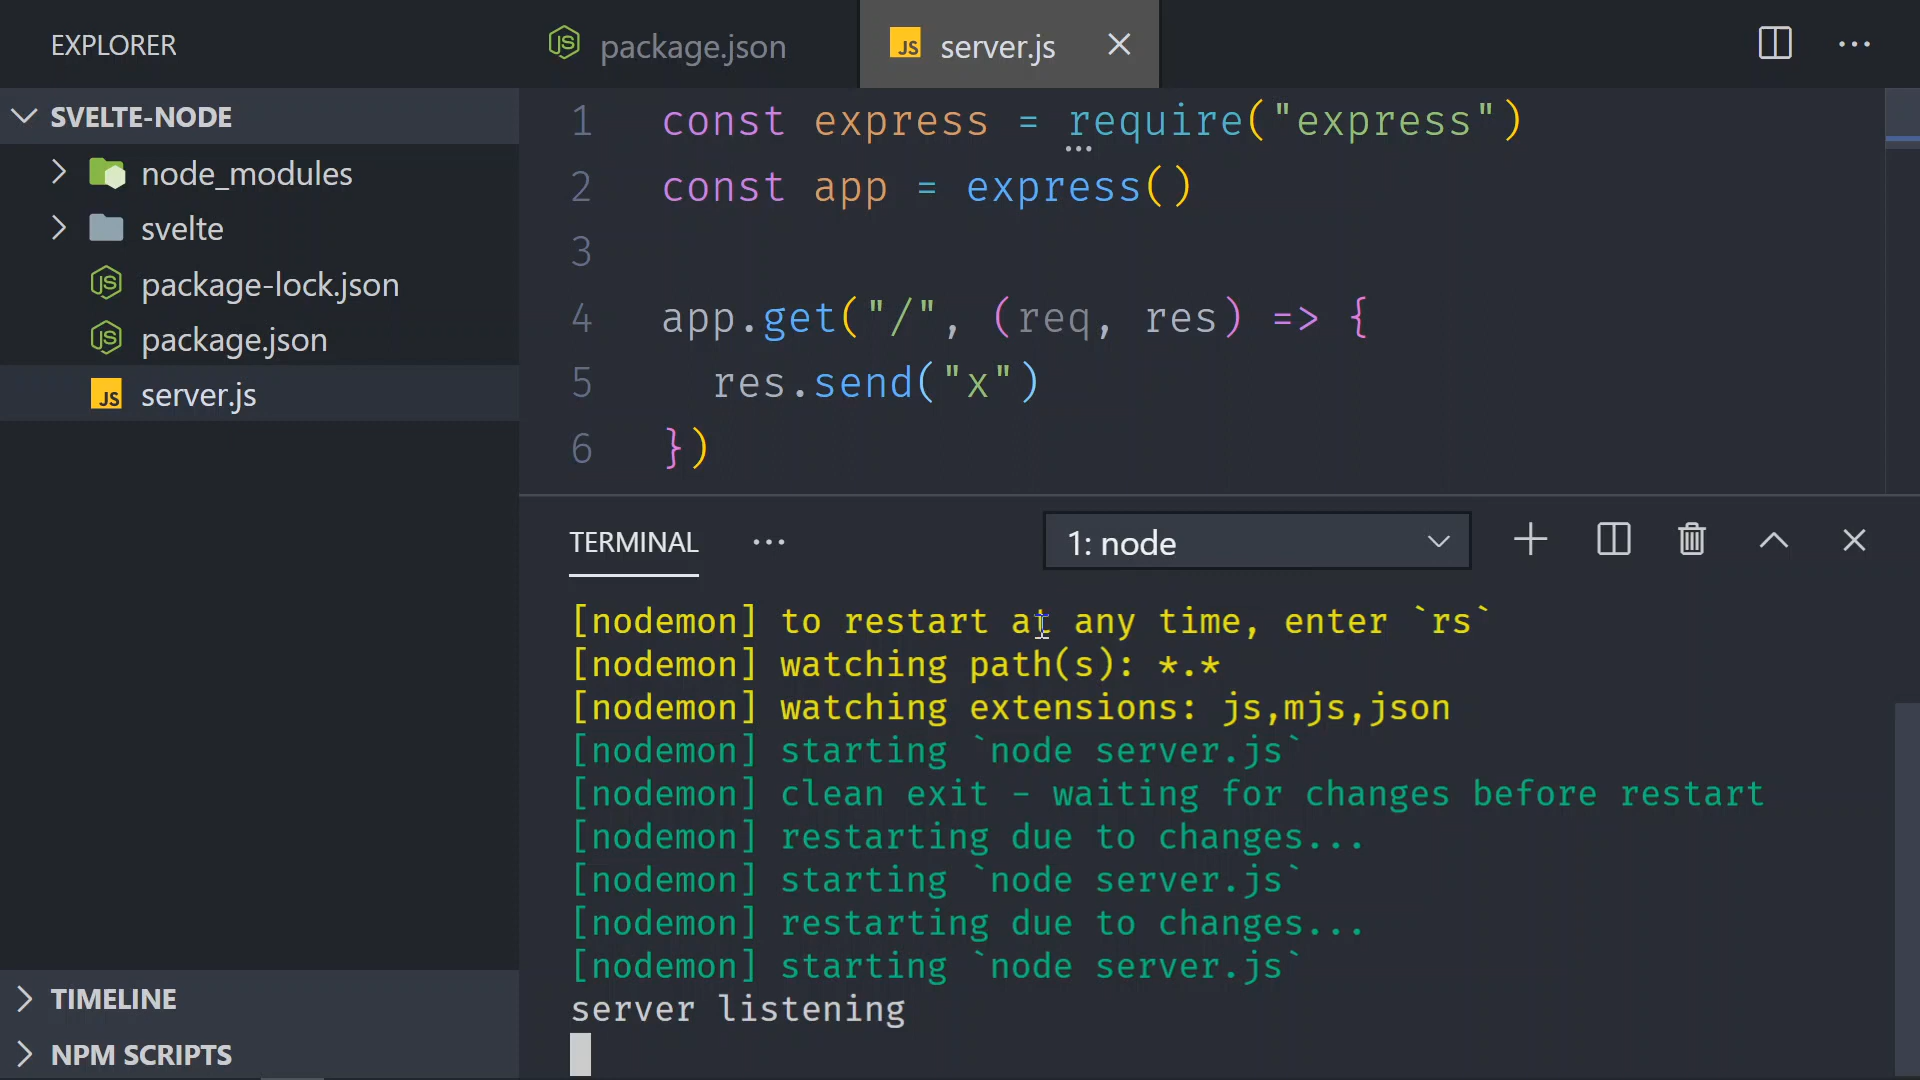 EXPLORER
SVELTE-NODE
node_modules
svelte
package-lock.json
package.json
JS server.js
TIMELINE
NPM SCRIPTS
package.json
JS server.js
1 const express = require("express")
2 const app = express()
3
4 app.get("/", (req, res) => {
5 res.send("x")
6 })
TERMINAL
1: node
[nodemon] to restart at any time, enter `rs`
[nodemon] watching path(s): *.*
[nodemon] watching extensions: js,mjs,json
[nodemon] starting `node server.js`
[nodemon] clean exit - waiting for changes before restart
[nodemon] restarting due to changes...
[nodemon] starting `node server.js`
[nodemon] restarting due to changes...
[nodemon] starting `node server.js`
server listening